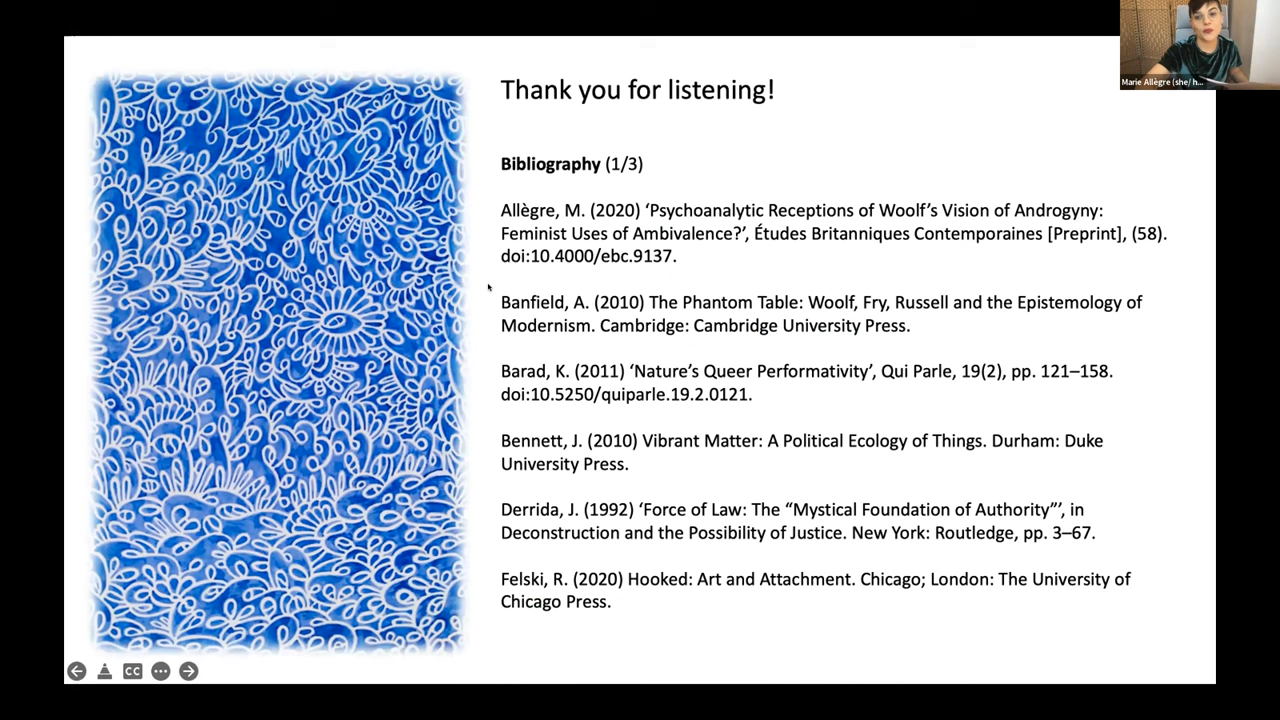 Thank you for listening!
Marie Allègre (she/ h...
Bibliography (1/3)
Allègre, M. (2020) ‘Psychoanalytic Receptions of Woolf’s Vision of Androgyny:
Feminist Uses of Ambivalence?’, Études Britanniques Contemporaines [Preprint], (58).
doi:10.4000/ebc.9137.
Banfield, A. (2010) The Phantom Table: Woolf, Fry, Russell and the Epistemology of
Modernism. Cambridge: Cambridge University Press.
Barad, K. (2011) ‘Nature’s Queer Performativity’, Qui Parle, 19(2), pp. 121–158.
doi:10.5250/quiparle.19.2.0121.
Bennett, J. (2010) Vibrant Matter: A Political Ecology of Things. Durham: Duke
University Press.
Derrida, J. (1992) ‘Force of Law: The “Mystical Foundation of Authority”’, in
Deconstruction and the Possibility of Justice. New York: Routledge, pp. 3–67.
Felski, R. (2020) Hooked: Art and Attachment. Chicago; London: The University of
Chicago Press.
CC